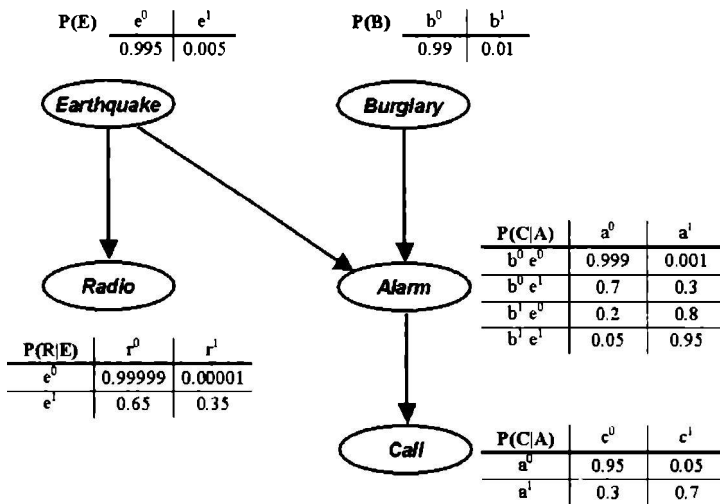 P(E) e⁰ e¹
0.995 0.005
P(B) b⁰ b¹
0.99 0.01
Earthquake
Burglary
Radio
Alarm
P(C|A) a⁰ a¹
b⁰ e⁰ 0.999 0.001
b⁰ e¹ 0.7 0.3
b¹ e⁰ 0.2 0.8
b¹ e¹ 0.05 0.95
P(R|E) r⁰ r¹
e⁰ 0.99999 0.00001
e¹ 0.65 0.35
Call
P(C|A) c⁰ c¹
a⁰ 0.95 0.05
a¹ 0.3 0.7